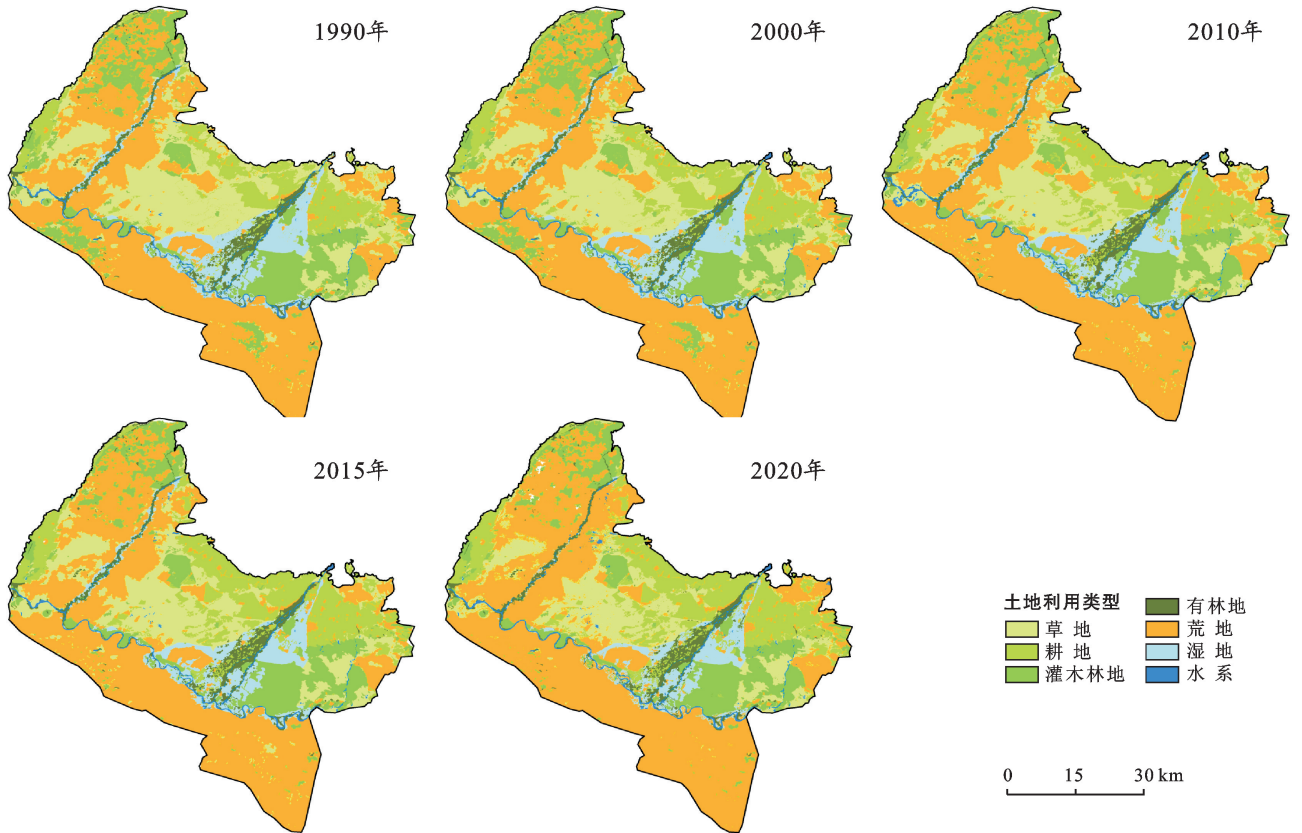 1990年
2000年
2010年
2015年
2020年
土地利用类型
草 地
耕 地
灌木林地
有林地
荒 地
湿 地
水 系
0 15 30 km